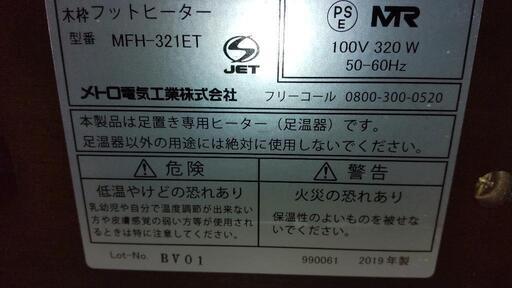 木枠フットヒーター
型番 MFH-321ET
S JET
PS E
MTR
100V 320W
50-60Hz
メトロ電気工業株式会社 フリーコール 0800-300-0520
本製品は足置き専用ヒーター（足温器）です。
足温器以外の用途には絶対に使用しないでください。
危険
低温やけどの恐れあり
乳幼児や自分で温度調節が出来ない
方や皮膚感覚の弱い方等が使用され
るときは特に注意してください。
警告
火災の恐れあり
保温性のよいものを被せな
いでください。
Lot-No. BV01
990061 2019年製